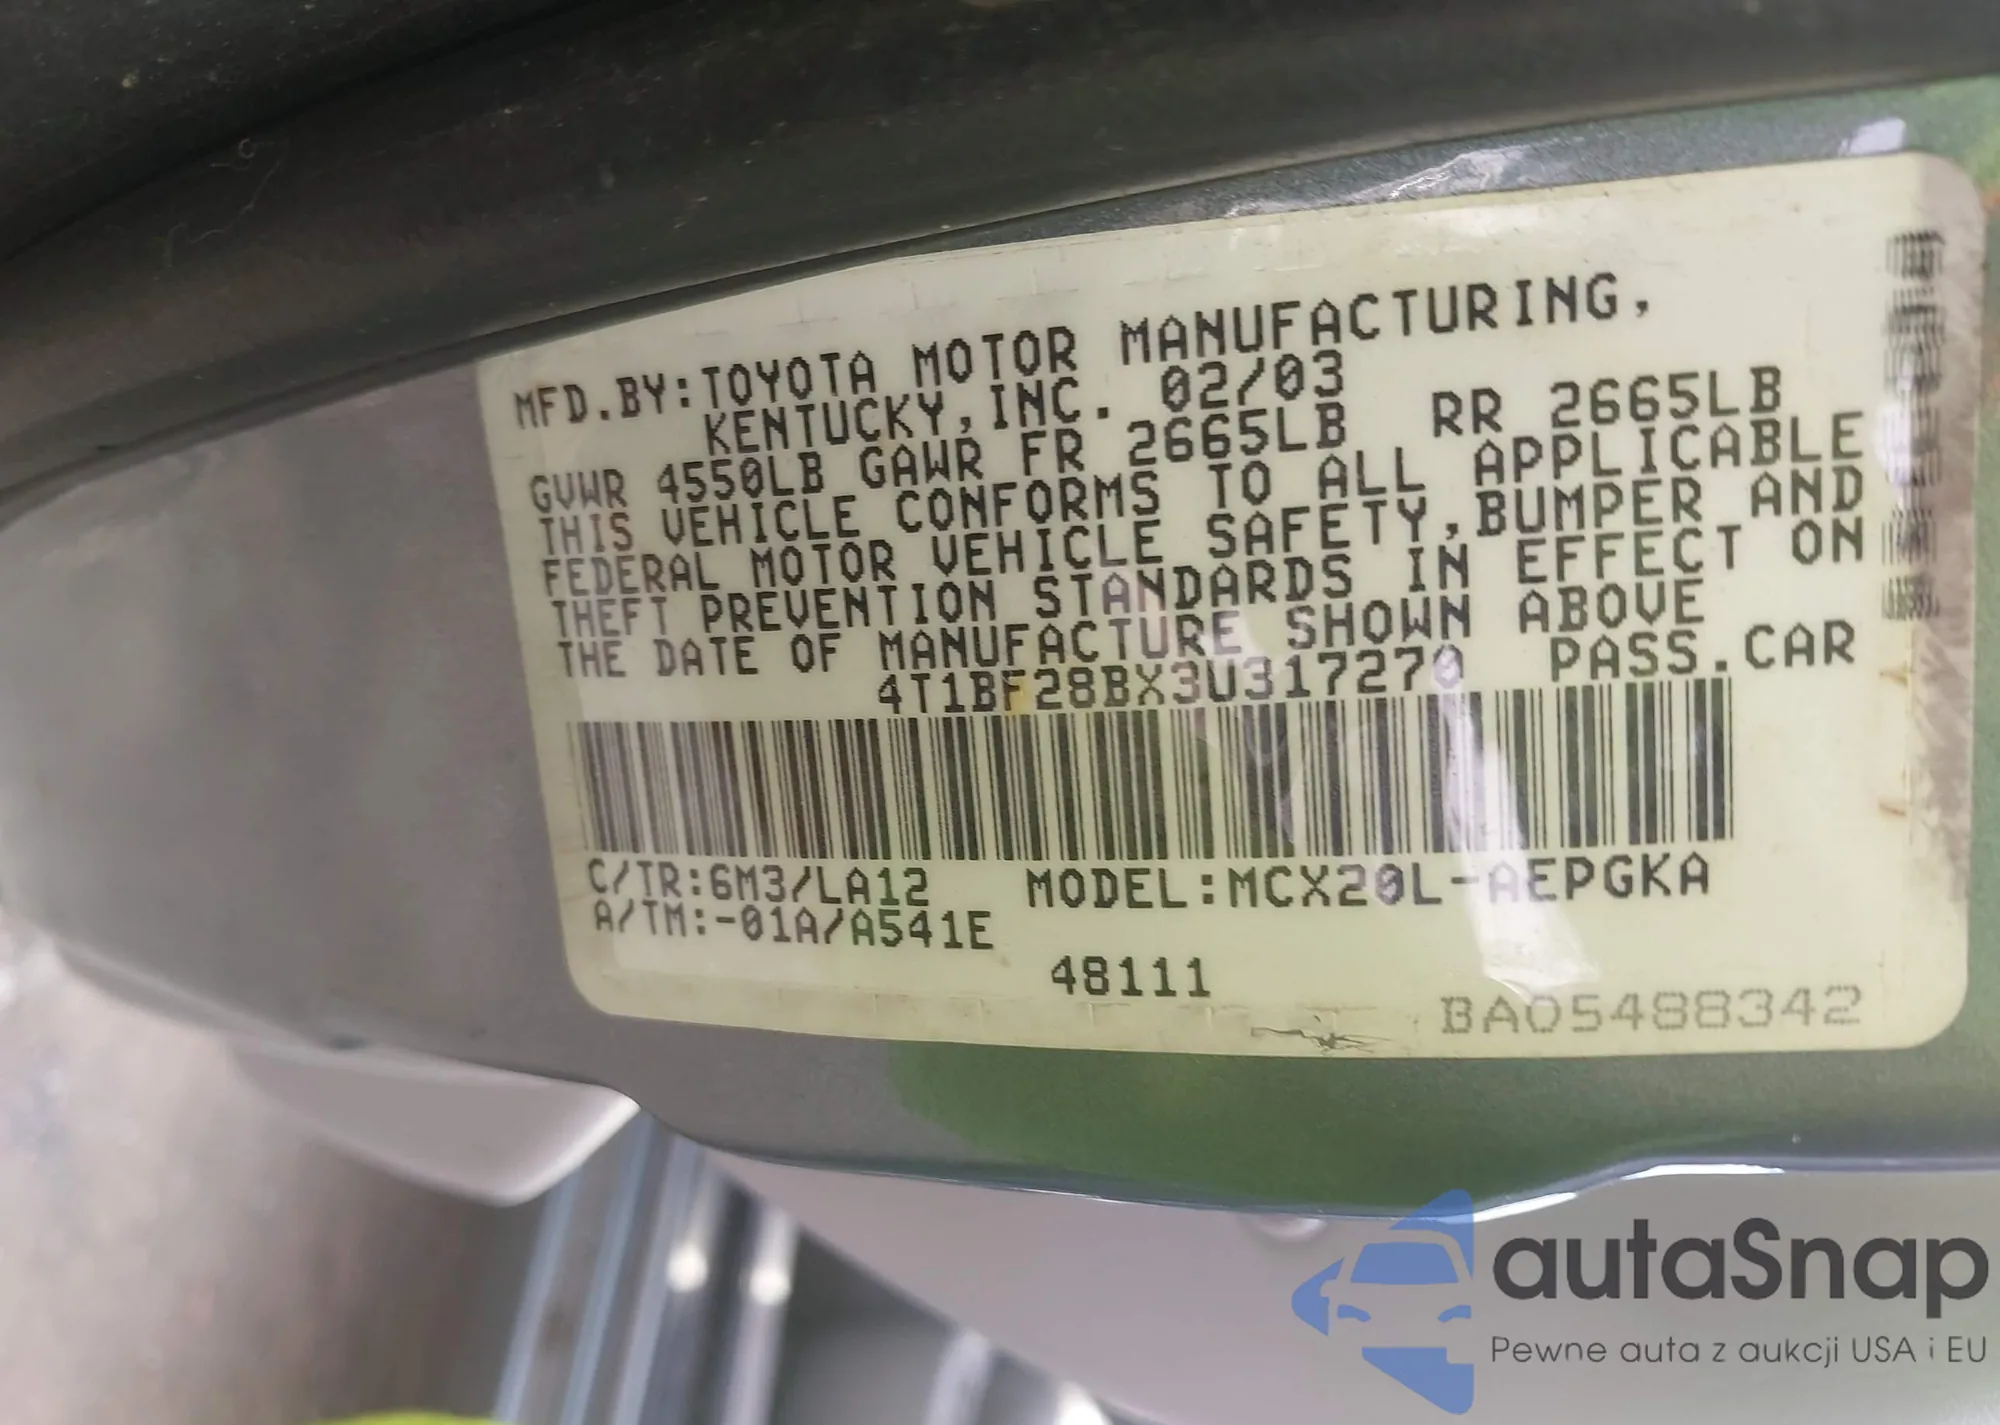 MFD.BY:TOYOTA MOTOR MANUFACTURING,
KENTUCKY,INC. 02/03
GVWR 4550LB GAWR FR 2665LB RR 2665LB
THIS VEHICLE CONFORMS TO ALL APPLICABLE
FEDERAL MOTOR VEHICLE SAFETY,BUMPER AND
THEFT PREVENTION STANDARDS IN EFFECT ON
THE DATE OF MANUFACTURE SHOWN ABOVE
4T1BF28BX3U317270 PASS.CAR
C/TR:6M3/LA12 MODEL:MCX20L-AEPGKA
A/TM:-01A/A541E
48111
BA05488342
autaSnap
Pewne auta z aukcji USA i EU